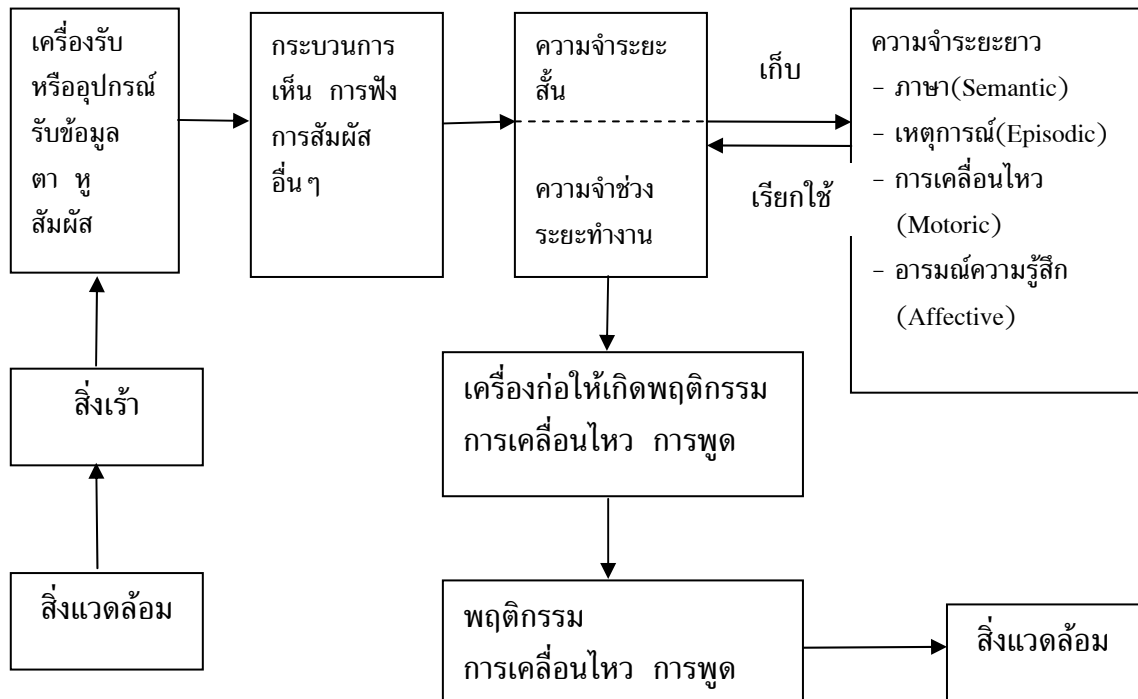 เครื่องรับ
หรืออุปกรณ์
รับข้อมูล
ตา หู
สัมผัส
กระบวนการ
เห็น การฟัง
การสัมผัส
อื่น ๆ
ความจำระยะ
สั้น
ความจำช่วง
ระยะทำงาน
เก็บ
เรียกใช้
ความจำระยะยาว
- ภาษา(Semantic)
- เหตุการณ์(Episodic)
- การเคลื่อนไหว
(Motoric)
- อารมณ์ความรู้สึก
(Affective)
สิ่งเร้า
เครื่องก่อให้เกิดพฤติกรรม
การเคลื่อนไหว การพูด
สิ่งแวดล้อม
พฤติกรรม
การเคลื่อนไหว การพูด
สิ่งแวดล้อม